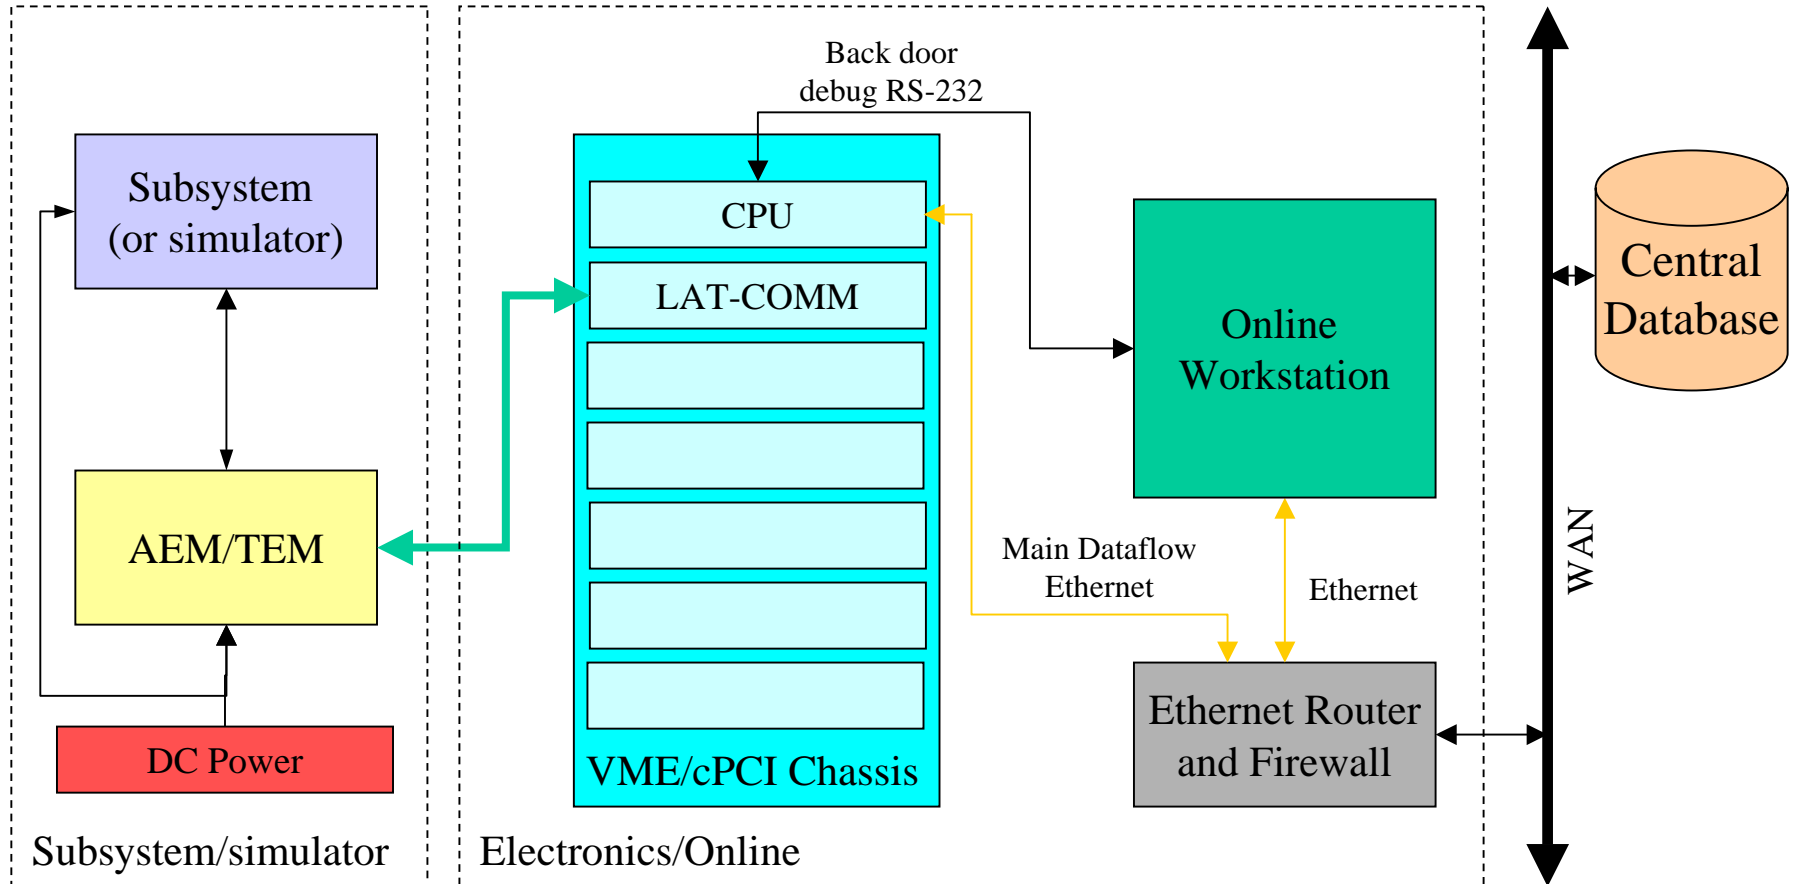 Back door
debug RS-232
Subsystem
(or simulator)
CPU
LAT-COMM
Online
Workstation
Central
Database
AEM/TEM
Main Dataflow
Ethernet
Ethernet
WAN
DC Power
VME/cPCI Chassis
Ethernet Router
and Firewall
Subsystem/simulator
Electronics/Online